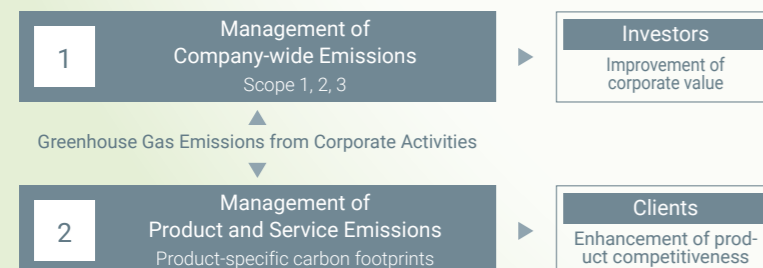 1
Management of
Company-wide Emissions
Scope 1, 2, 3
Investors
Improvement of
corporate value
Greenhouse Gas Emissions from Corporate Activities
2
Management of
Product and Service Emissions
Product-specific carbon footprints
Clients
Enhancement of prod-
uct competitiveness